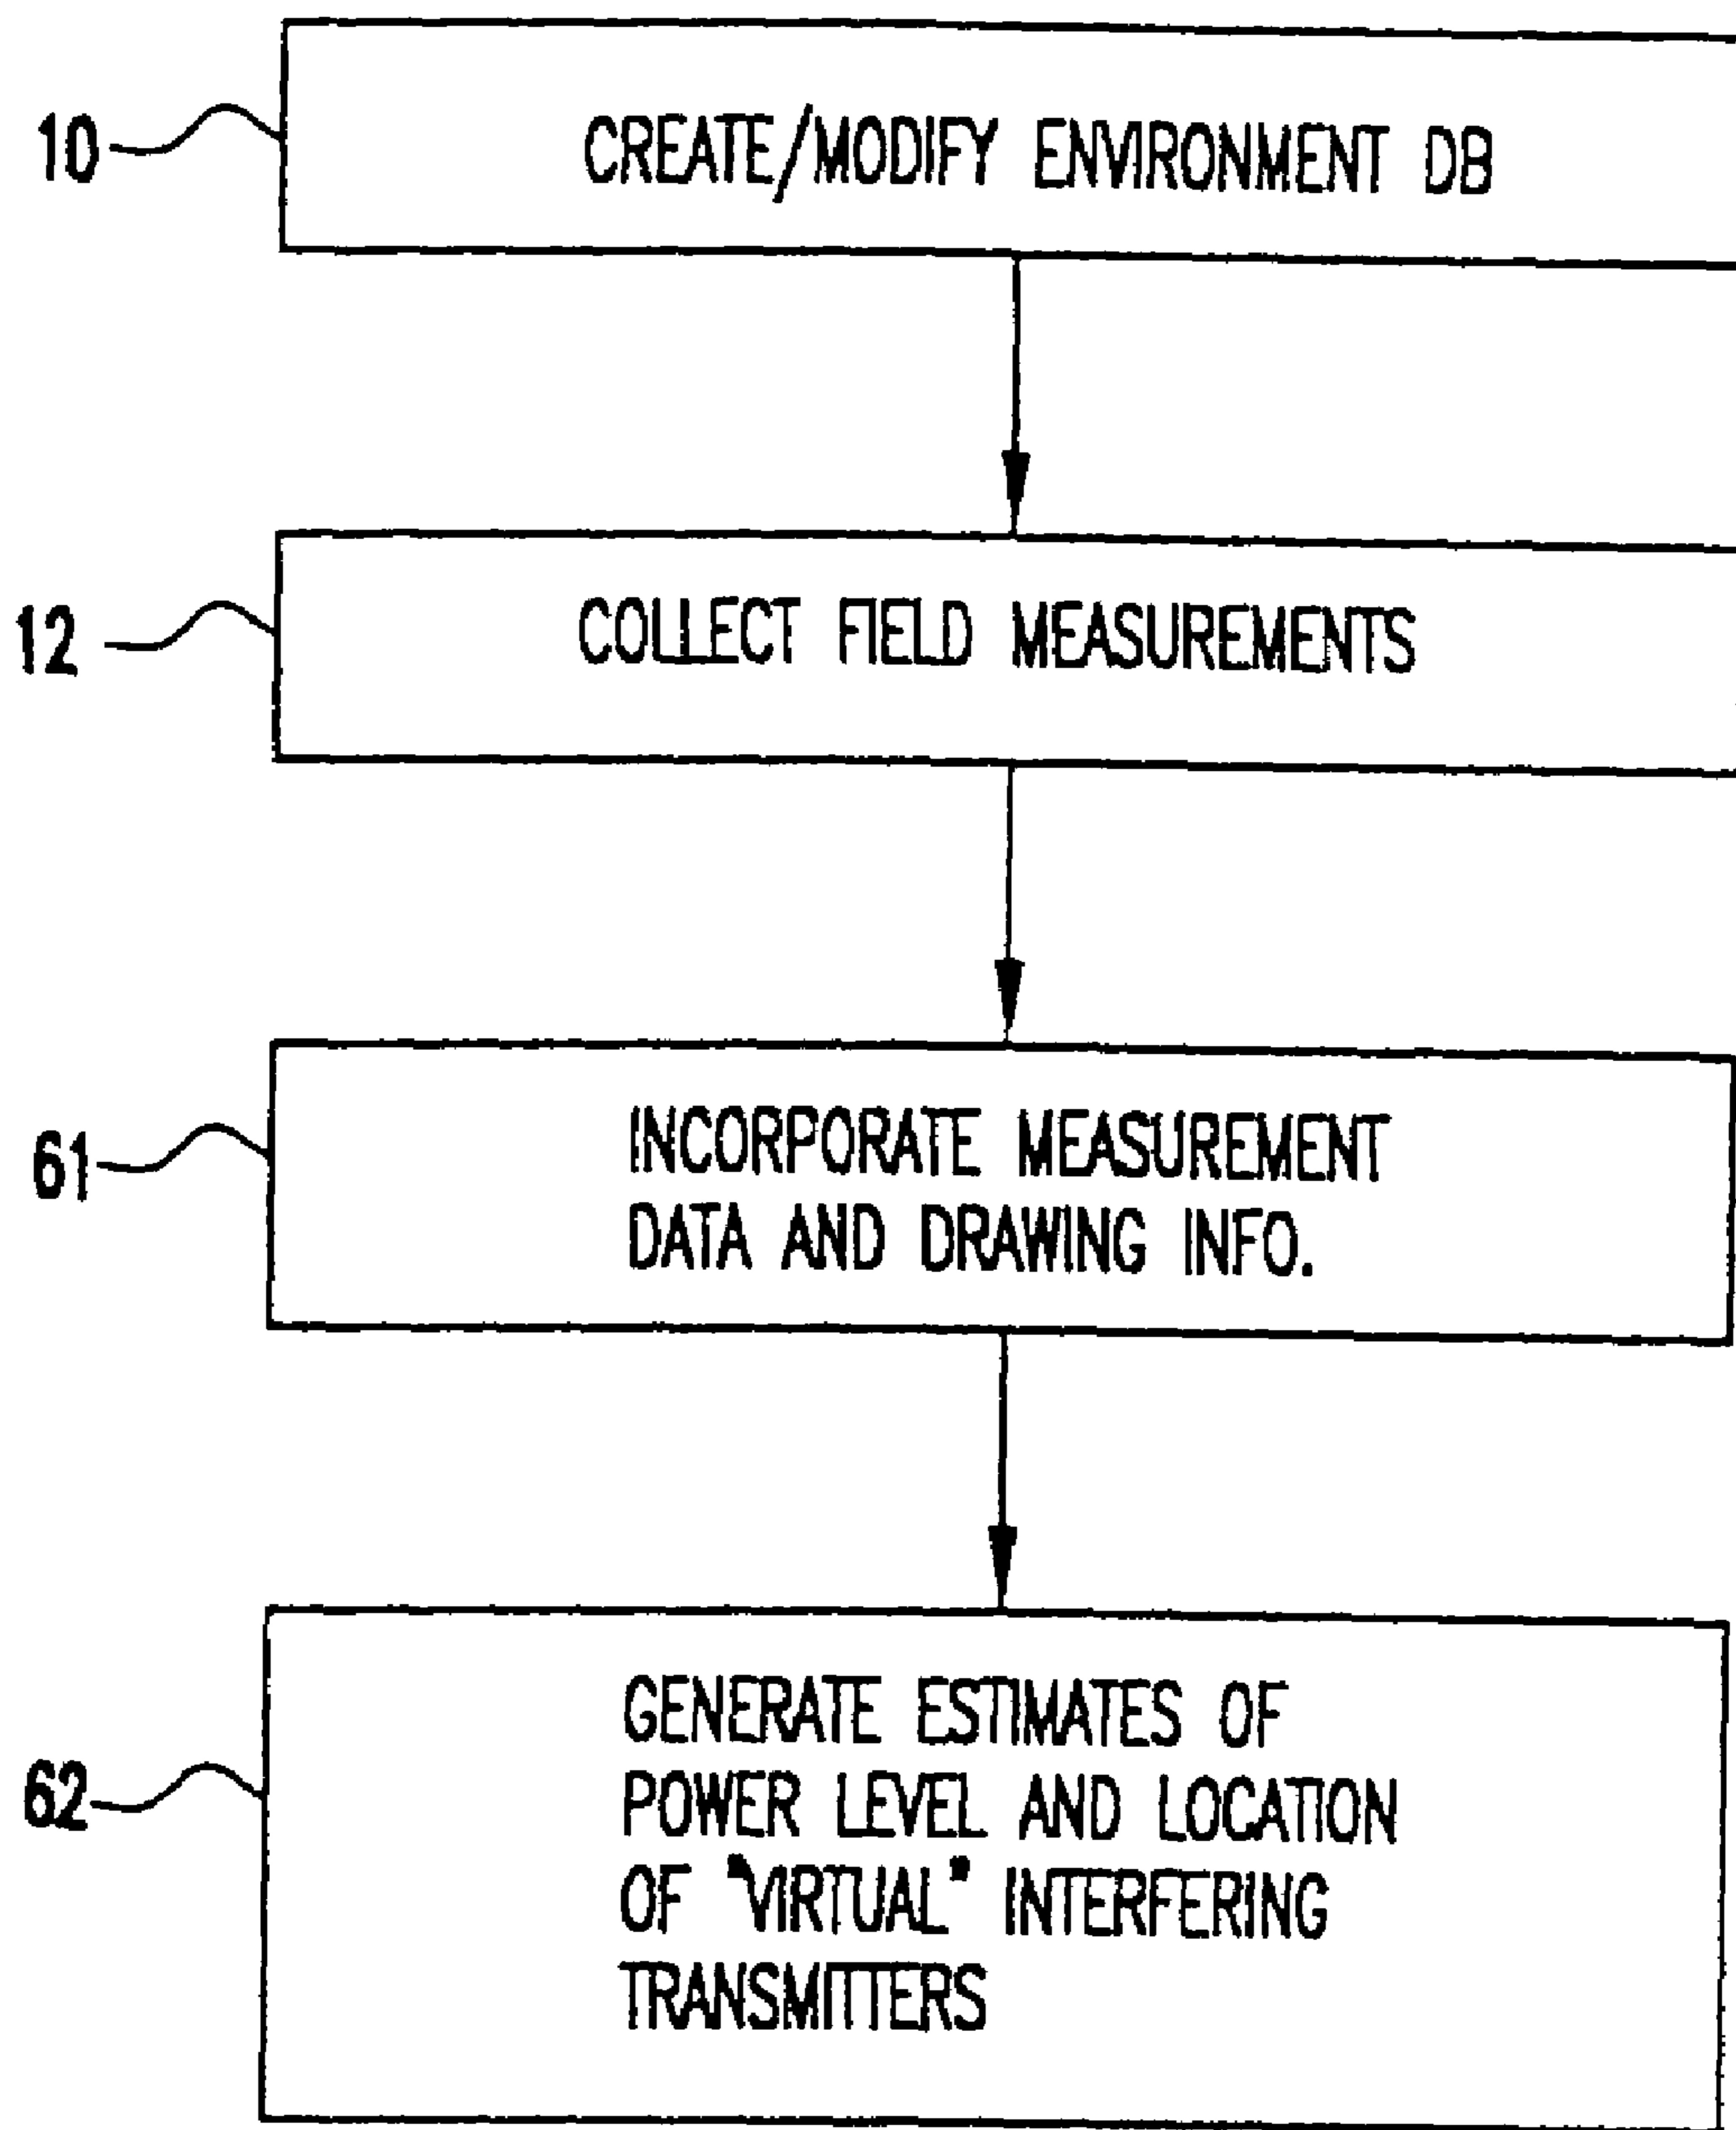 10
CREATE/MODIFY ENVIRONMENT DB
12
COLLECT FIELD MEASUREMENTS
61
INCORPORATE MEASUREMENT
DATA AND DRAWING INFO.
62
GENERATE ESTIMATES OF
POWER LEVEL AND LOCATION
OF "VIRTUAL" INTERFERING
TRANSMITTERS